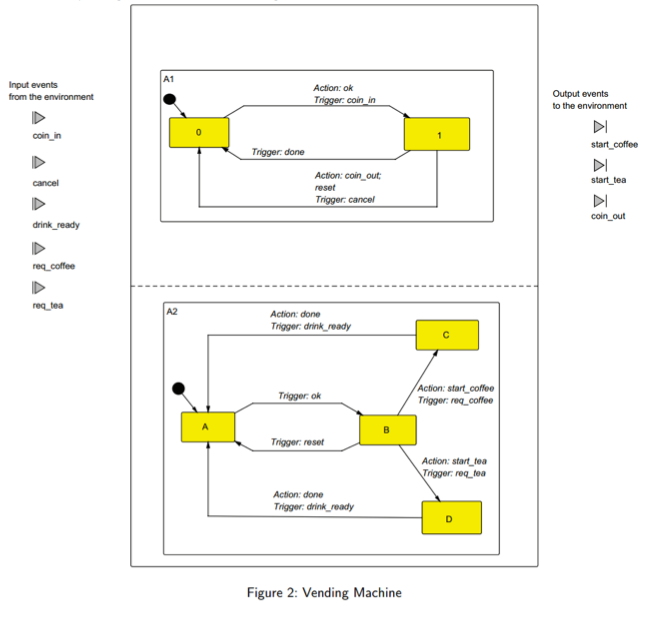 Input events
from the environment
coin_in
cancel
drink_ready
req_coffee
req_tea
A1
Action: ok
Trigger: coin_in
0
1
Trigger: done
Action: coin_out;
reset
Trigger: cancel
Output events
to the environment
start_coffee
start_tea
coin_out
A2
Action: done
Trigger: drink_ready
C
Action: start_coffee
Trigger: req_coffee
Trigger: ok
A
B
Trigger: reset
Action: start_tea
Trigger: req_tea
Action: done
Trigger: drink_ready
D
Figure 2: Vending Machine